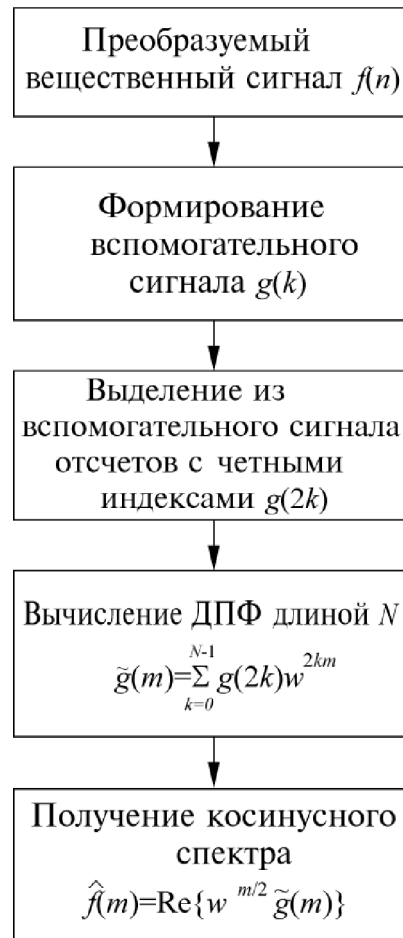 Преобразуемый
вещественный сигнал f(n)
Формирование
вспомогательного
сигнала g(k)
Выделение из
вспомогательного сигнала
отсчетов с четными
индексами g(2k)
Вычисление ДПФ длиной N
g̃(m)=∑_{k=0}^{N-1} g(2k)w^{2km}
Получение косинусного
спектра
f̂(m)=Re{w^{m/2} g̃(m)}